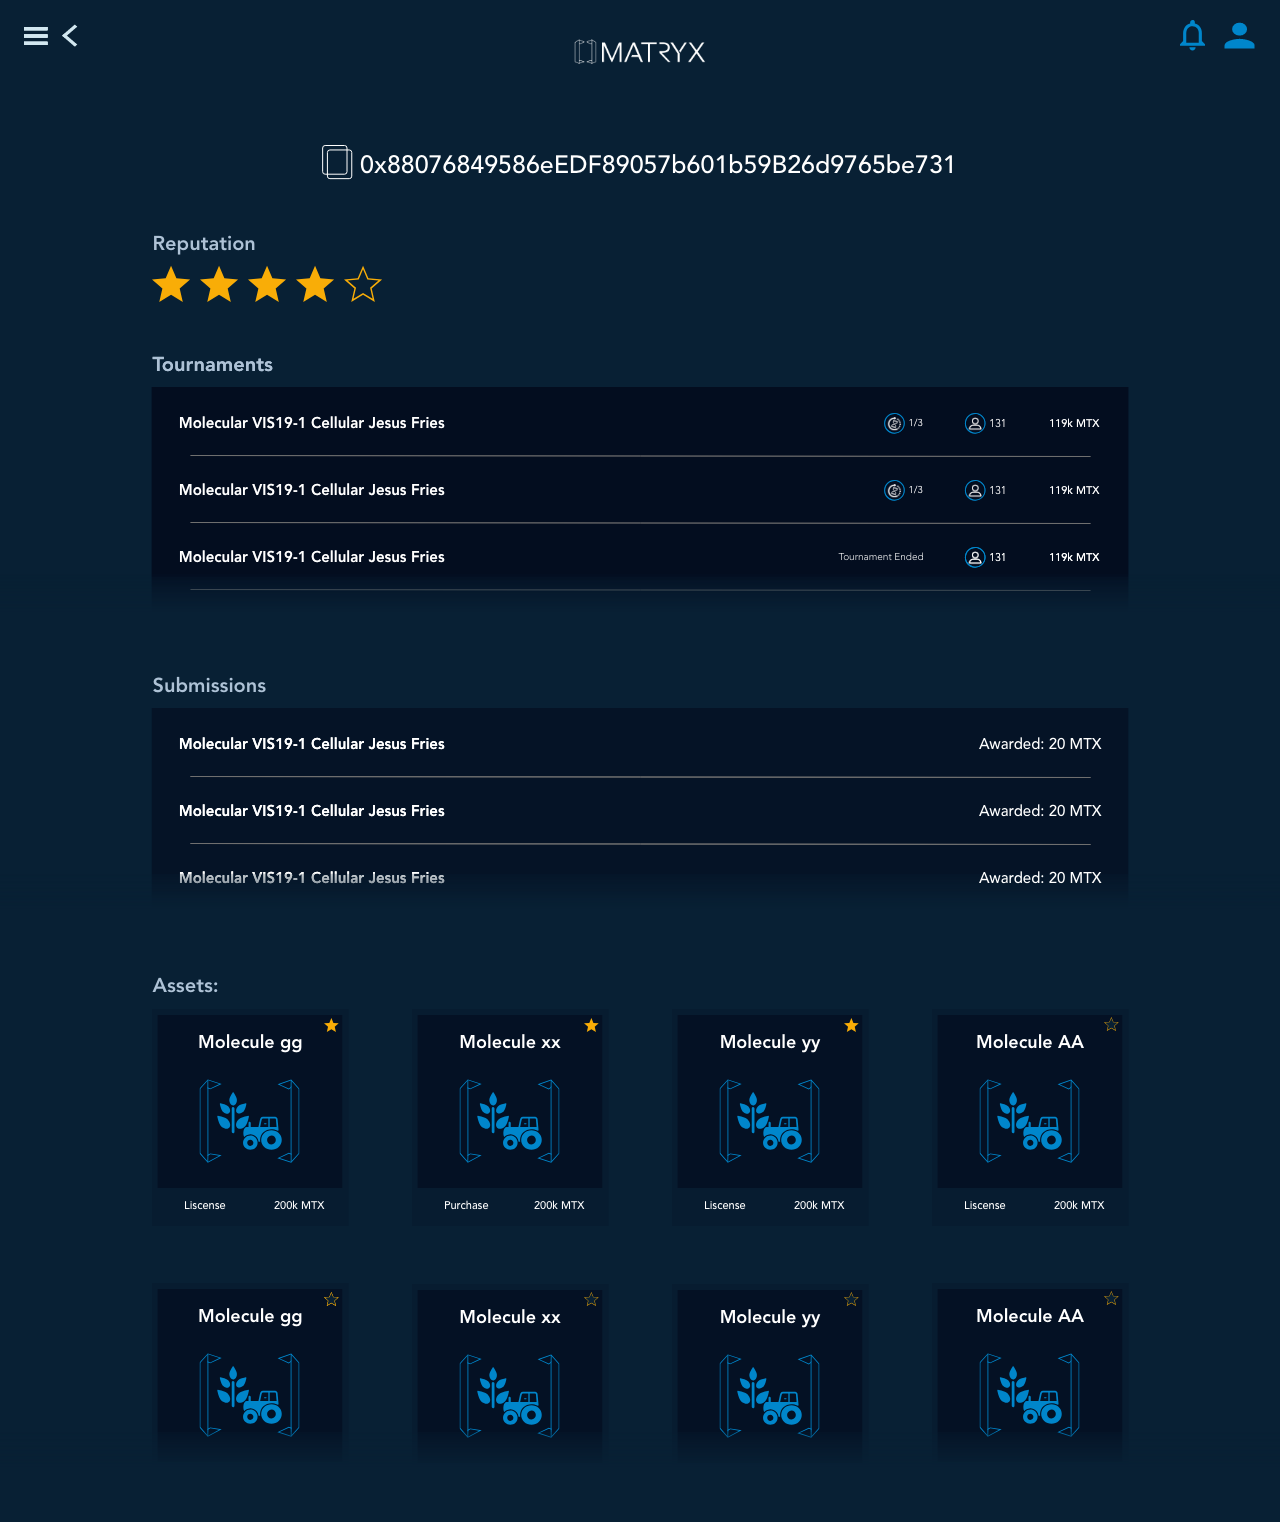 MATRYX
0x88076849586eEDF89057b601b59B26d9765be731
Reputation
Tournaments
Molecular VIS19-1 Cellular Jesus Fries 1/3 131 119k MTX
Molecular VIS19-1 Cellular Jesus Fries 1/3 131 119k MTX
Molecular VIS19-1 Cellular Jesus Fries Tournament Ended 131 119k MTX
Submissions
Molecular VIS19-1 Cellular Jesus Fries Awarded: 20 MTX
Molecular VIS19-1 Cellular Jesus Fries Awarded: 20 MTX
Molecular VIS19-1 Cellular Jesus Fries Awarded: 20 MTX
Assets:
Molecule gg Molecule xx Molecule yy Molecule AA
Liscense 200k MTX Purchase 200k MTX Liscense 200k MTX Liscense 200k MTX
Molecule gg Molecule xx Molecule yy Molecule AA